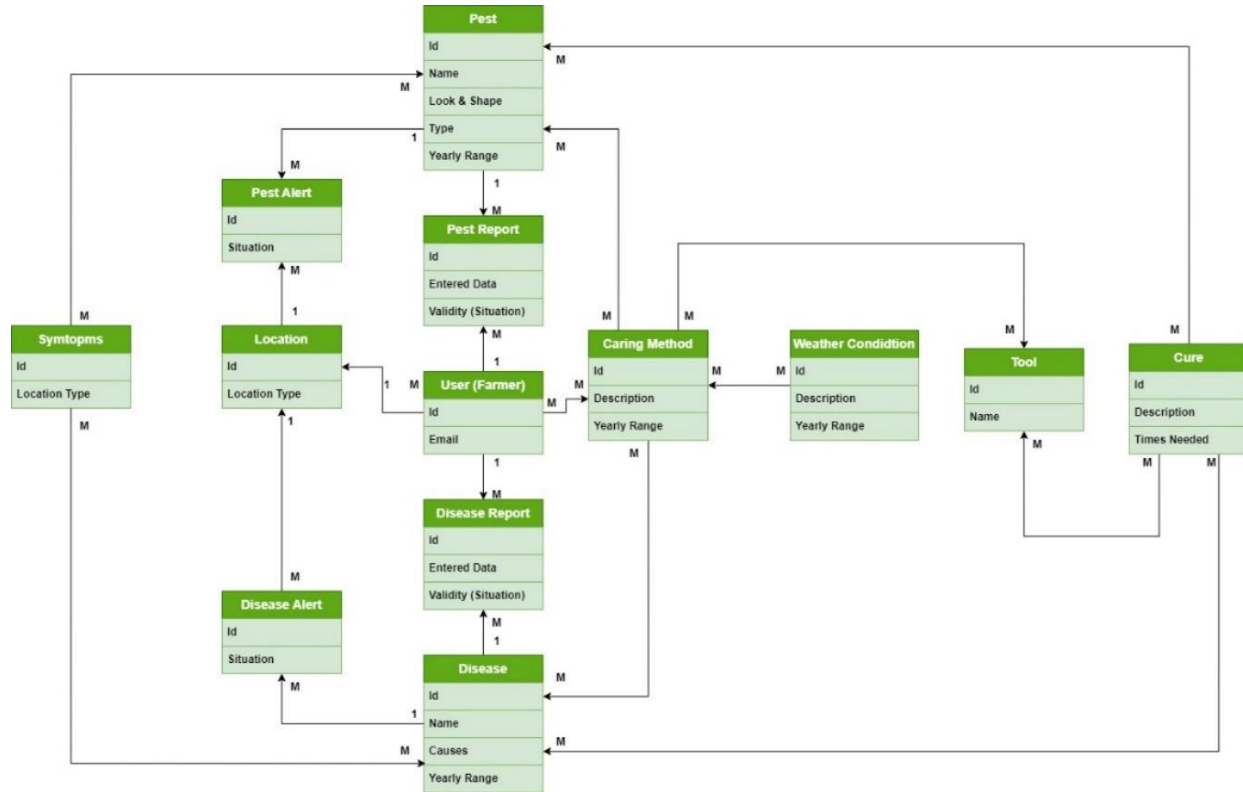 Pest
Id
Name
Look & Shape
Type
Yearly Range
M
M
M
1
M
M
1
M
Pest Alert
Id
Situation
M
1
Pest Report
Id
Entered Data
Validity (Situation)
M
1
M
Symtopms
Id
Location Type
M
Location
Id
Location Type
1
1
M
User (Farmer)
Id
Email
M
M
1
M
M
Caring Method
Id
Description
Yearly Range
M
M
M
Weather Condidtion
Id
Description
Yearly Range
M
Tool
Id
Name
M
M
Cure
Id
Description
Times Needed
M
M
M
Disease Report
Id
Entered Data
Validity (Situation)
M
1
M
Disease Alert
Id
Situation
M
1
Disease
Id
Name
Causes
Yearly Range
M
M
M